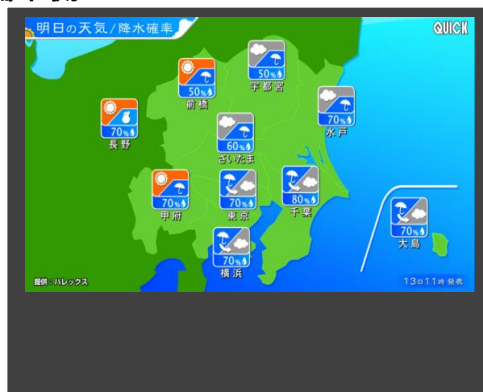 明日の天気/降水確率
QUICK
50%
宇都宮
50%
前橋
70%
水戸
70%
長野
60%
さいたま
70%
甲府
70%
東京
80%
千葉
70%
大島
70%
横浜
提供：ハレックス
13日11時 発表